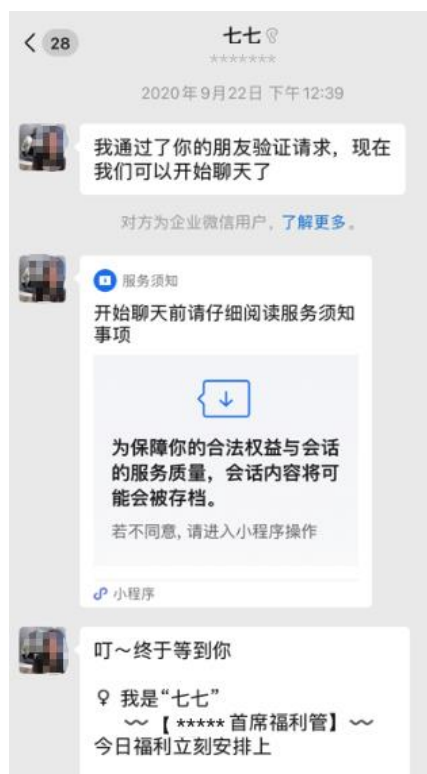 28
七七
*******
2020年9月22日 下午12:39
我通过了你的朋友验证请求，现在
我们可以开始聊天了
对方为企业微信用户，了解更多。
服务须知
开始聊天前请仔细阅读服务须知
事项
为保障你的合法权益与会话
的服务质量，会话内容将可
能会被存档。
若不同意，请进入小程序操作
小程序
叮～终于等到你
♀ 我是“七七”
〰【 *****首席福利管】〰
今日福利立刻安排上